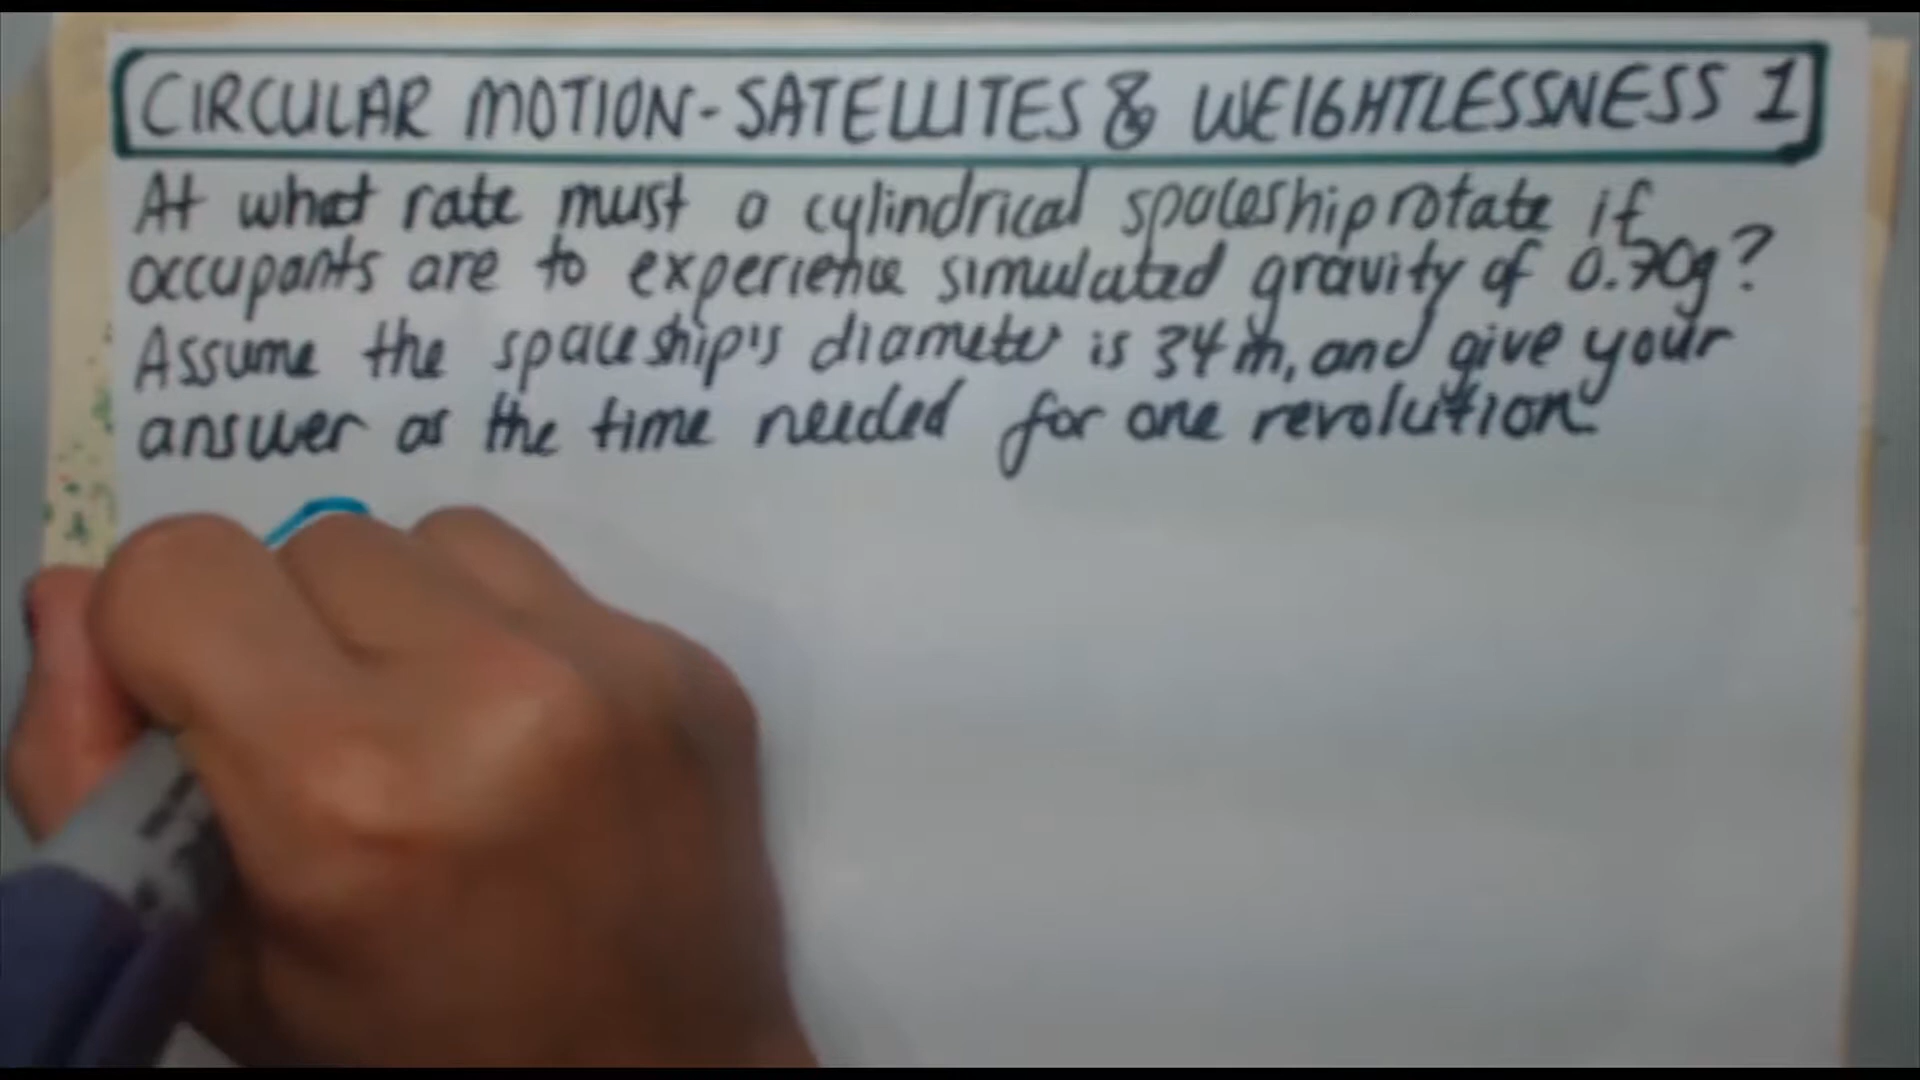 CIRCULAR MOTION-SATELLITES & WEIGHTLESSNESS 1
At what rate must a cylindrical spaceship rotate if
occupants are to experience simulated gravity of 0.70g?
Assume the spaceship's diameter is 34 m, and give your
answer as the time needed for one revolution